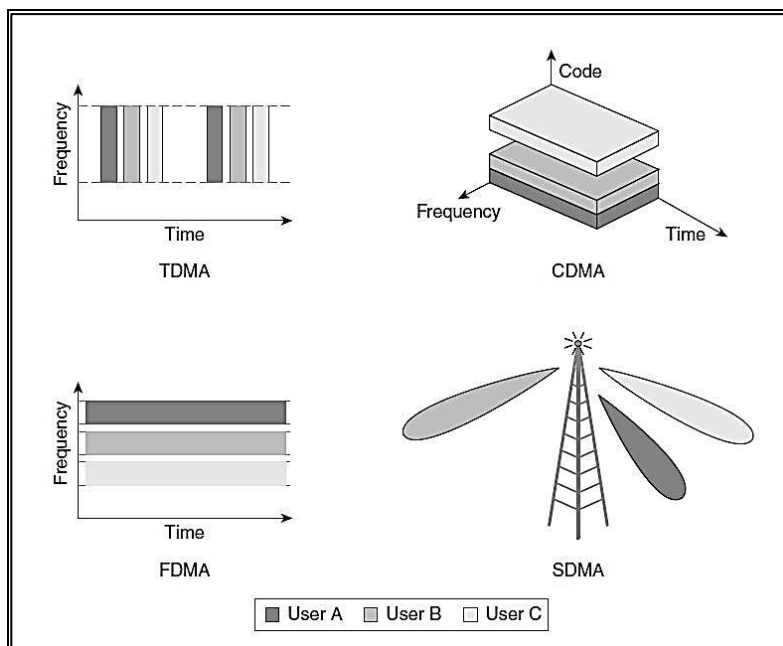 Frequency
Time
TDMA
Code
Frequency
Time
CDMA
Frequency
Time
FDMA
SDMA
User A User B User C